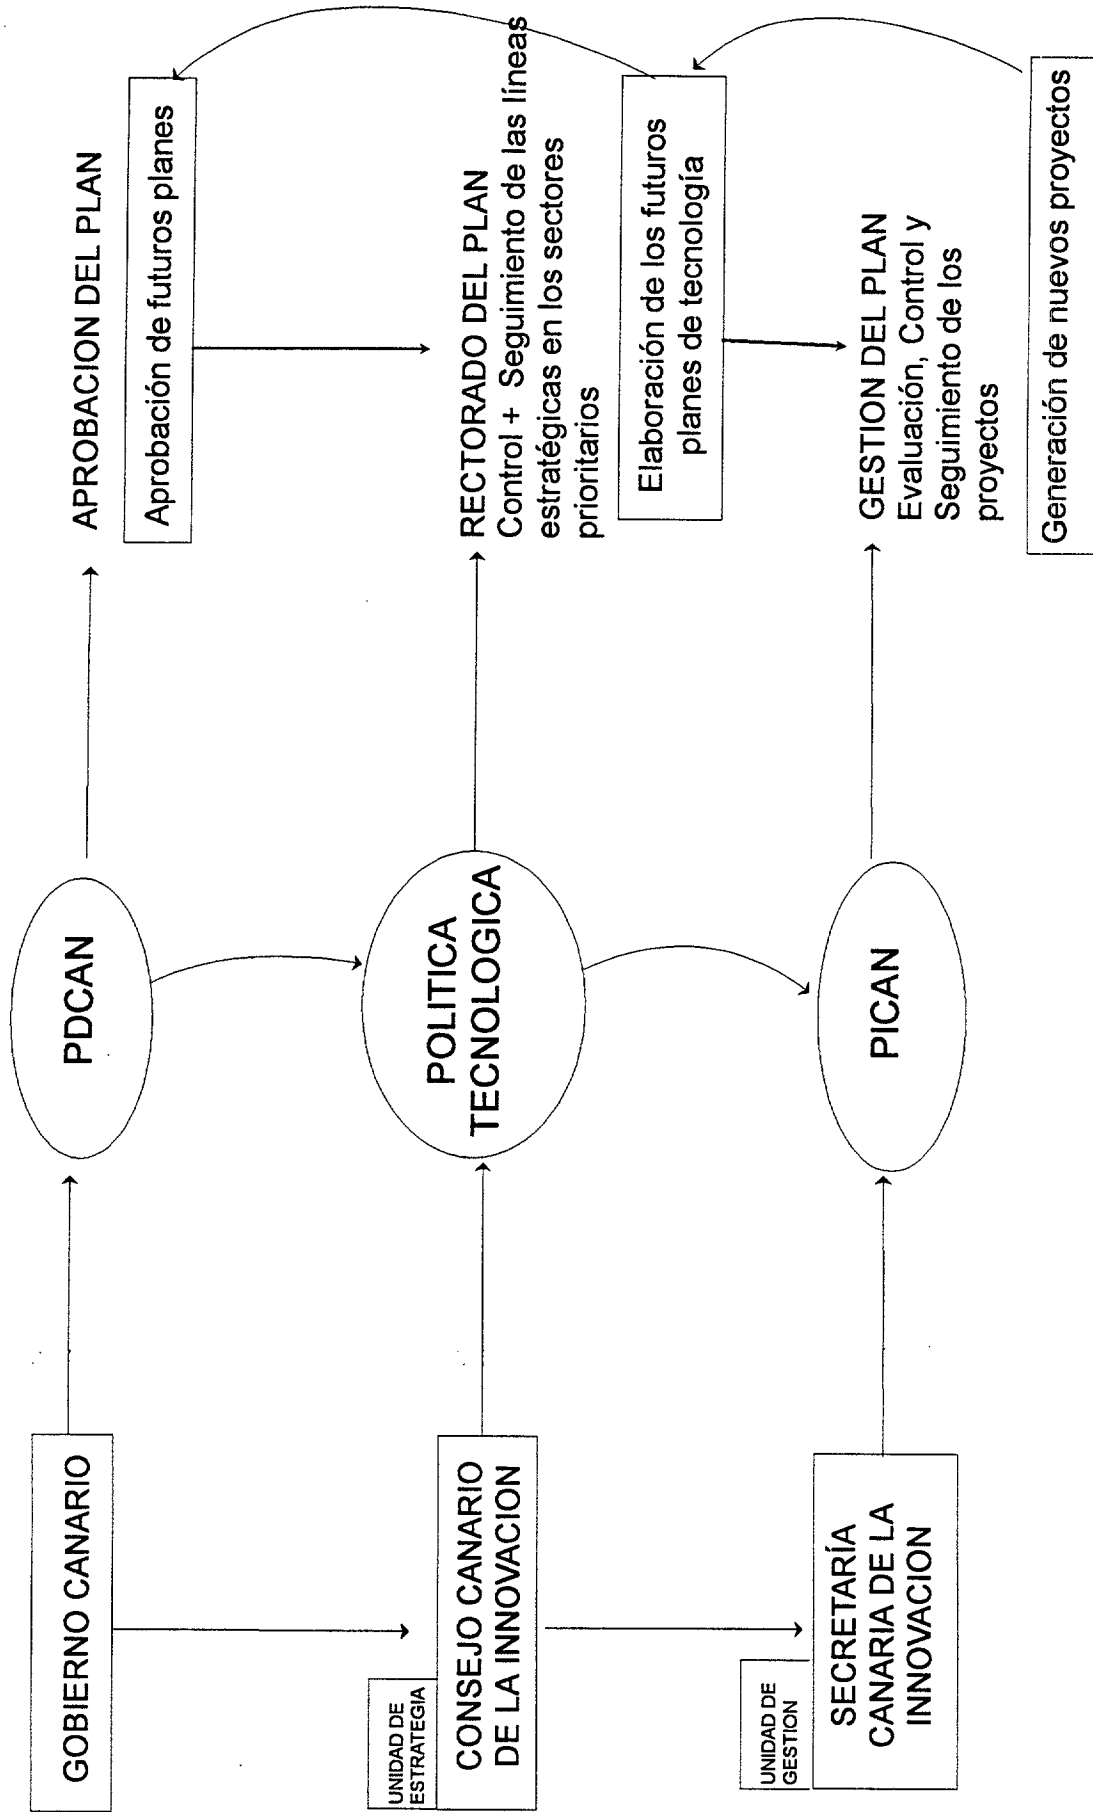 GOBIERNO CANARIO
PDCAN
APROBACION DEL PLAN
Aprobación de futuros planes
UNIDAD DE
ESTRATEGIA
CONSEJO CANARIO
DE LA INNOVACION
POLITICA
TECNOLOGICA
RECTORADO DEL PLAN
Control + Seguimiento de las líneas
estratégicas en los sectores
prioritarios
Elaboración de los futuros
planes de tecnología
UNIDAD DE
GESTION
SECRETARÍA
CANARIA DE LA
INNOVACION
PICAN
GESTION DEL PLAN
Evaluación, Control y
Seguimiento de los
proyectos
Generación de nuevos proyectos